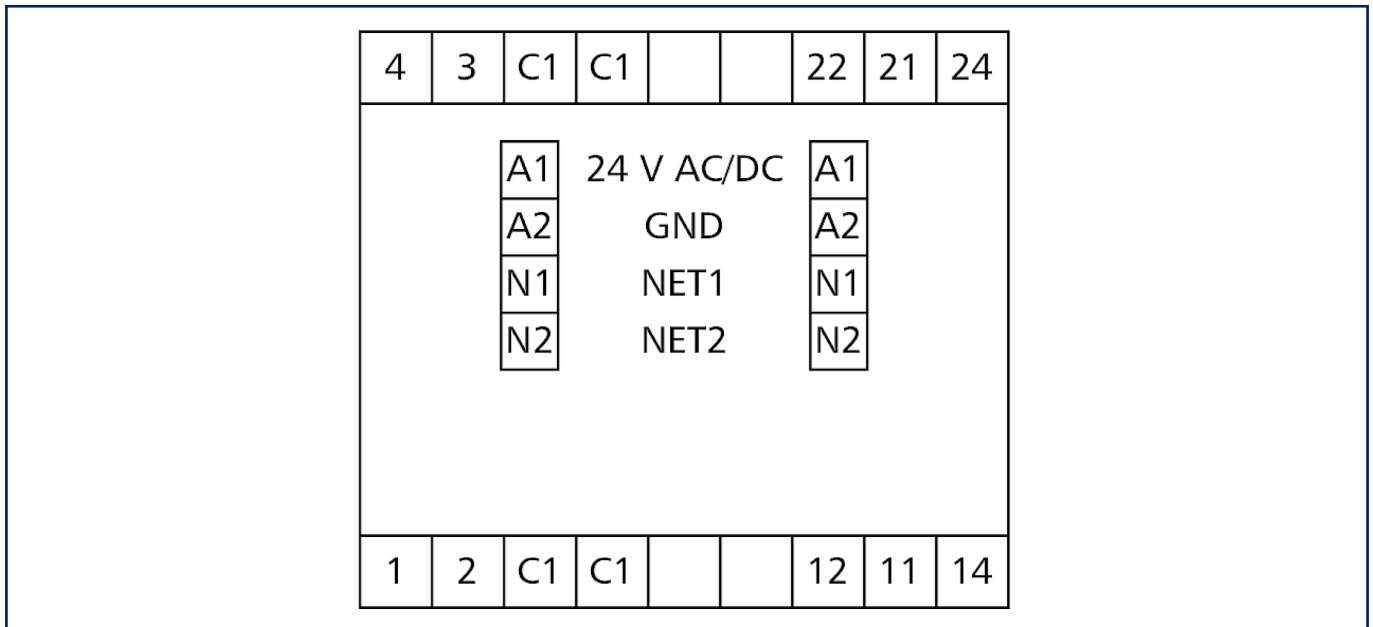 4 3 C1 C1 22 21 24
A1 24 V AC/DC A1
A2 GND A2
N1 NET1 N1
N2 NET2 N2
1 2 C1 C1 12 11 14